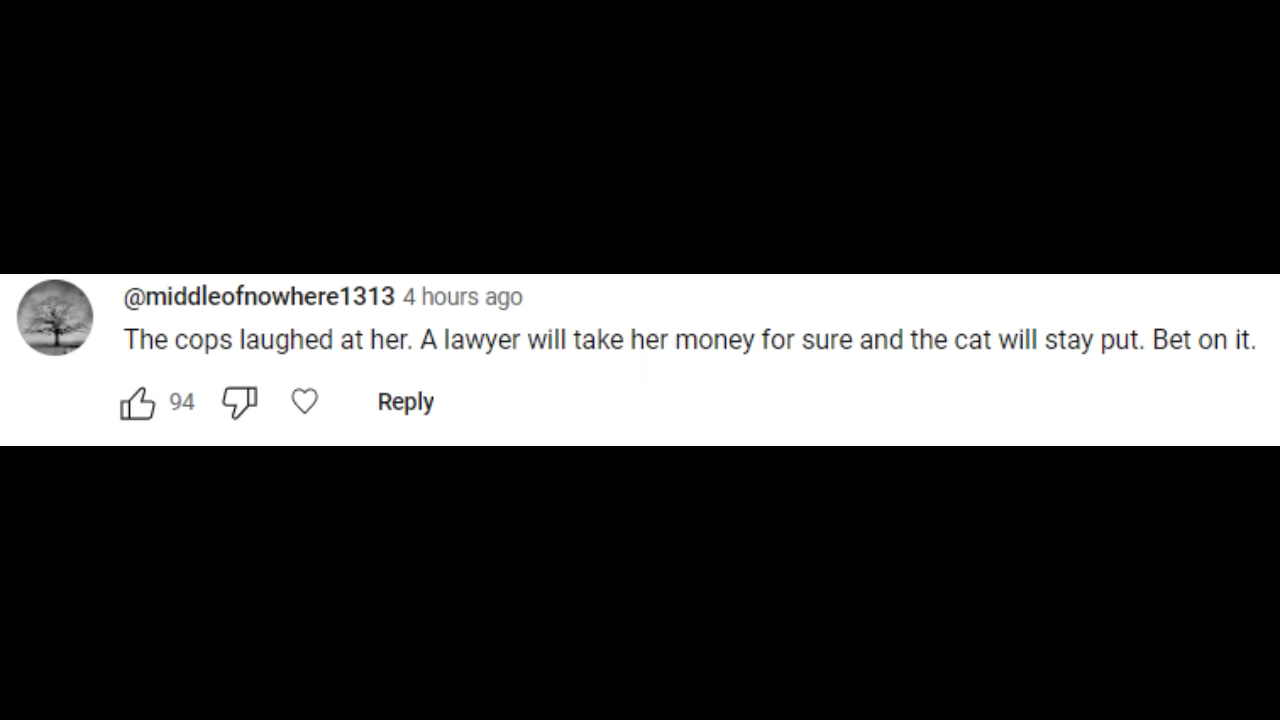 @middleofnowhere1313 4 hours ago
The cops laughed at her. A lawyer will take her money for sure and the cat will stay put. Bet on it.
94 Reply